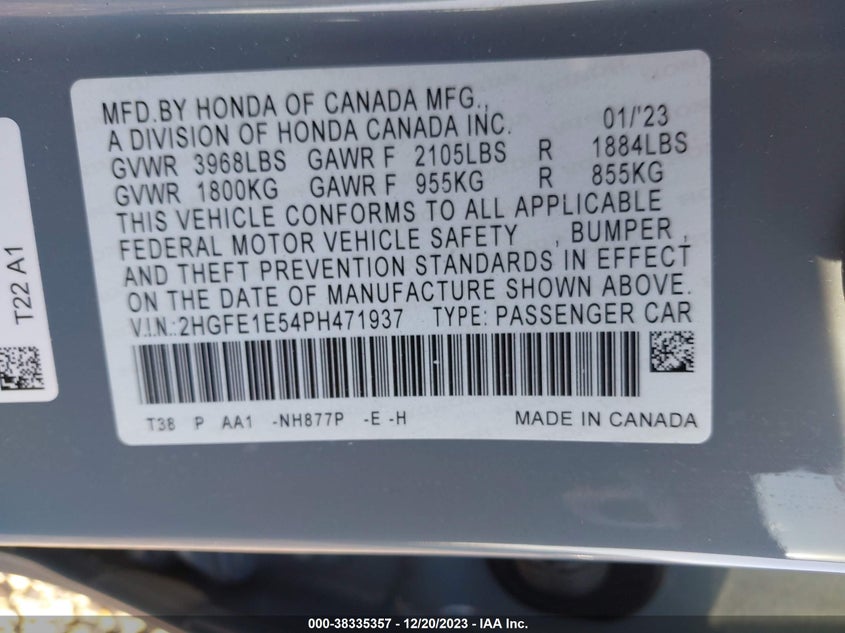 MFD.BY HONDA OF CANADA MFG.,
A DIVISION OF HONDA CANADA INC. 01/'23
GVWR 3968LBS GAWR F 2105LBS R 1884LBS
GVWR 1800KG GAWR F 955KG R 855KG
THIS VEHICLE CONFORMS TO ALL APPLICABLE
FEDERAL MOTOR VEHICLE SAFETY , BUMPER ,
AND THEFT PREVENTION STANDARDS IN EFFECT
ON THE DATE OF MANUFACTURE SHOWN ABOVE.
V.I.N.:2HGFE1E54PH471937 TYPE: PASSENGER CAR
T38 P AA1 -NH877P -E -H MADE IN CANADA
T22 A1
000-38335357 - 12/20/2023 - IAA Inc.